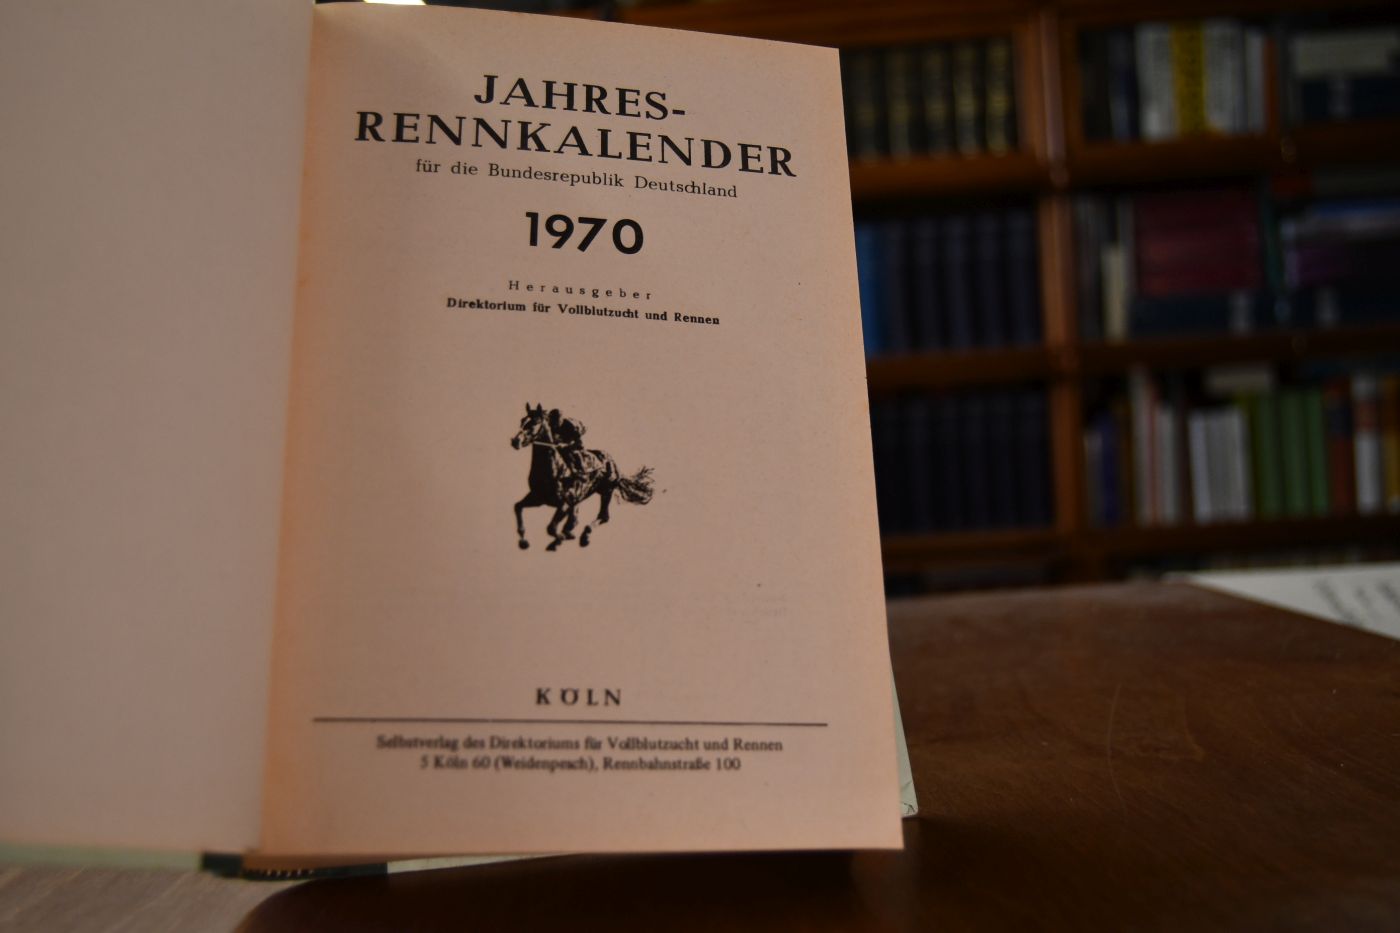 JAHRES-
RENNKALENDER
für die Bundesrepublik Deutschland
1970
Herausgeber
Direktorium für Vollblutzucht und Rennen
KÖLN
Selbstverlag des Direktoriums für Vollblutzucht und Rennen
5 Köln 60 (Weidenpesch), Rennbahnstraße 100